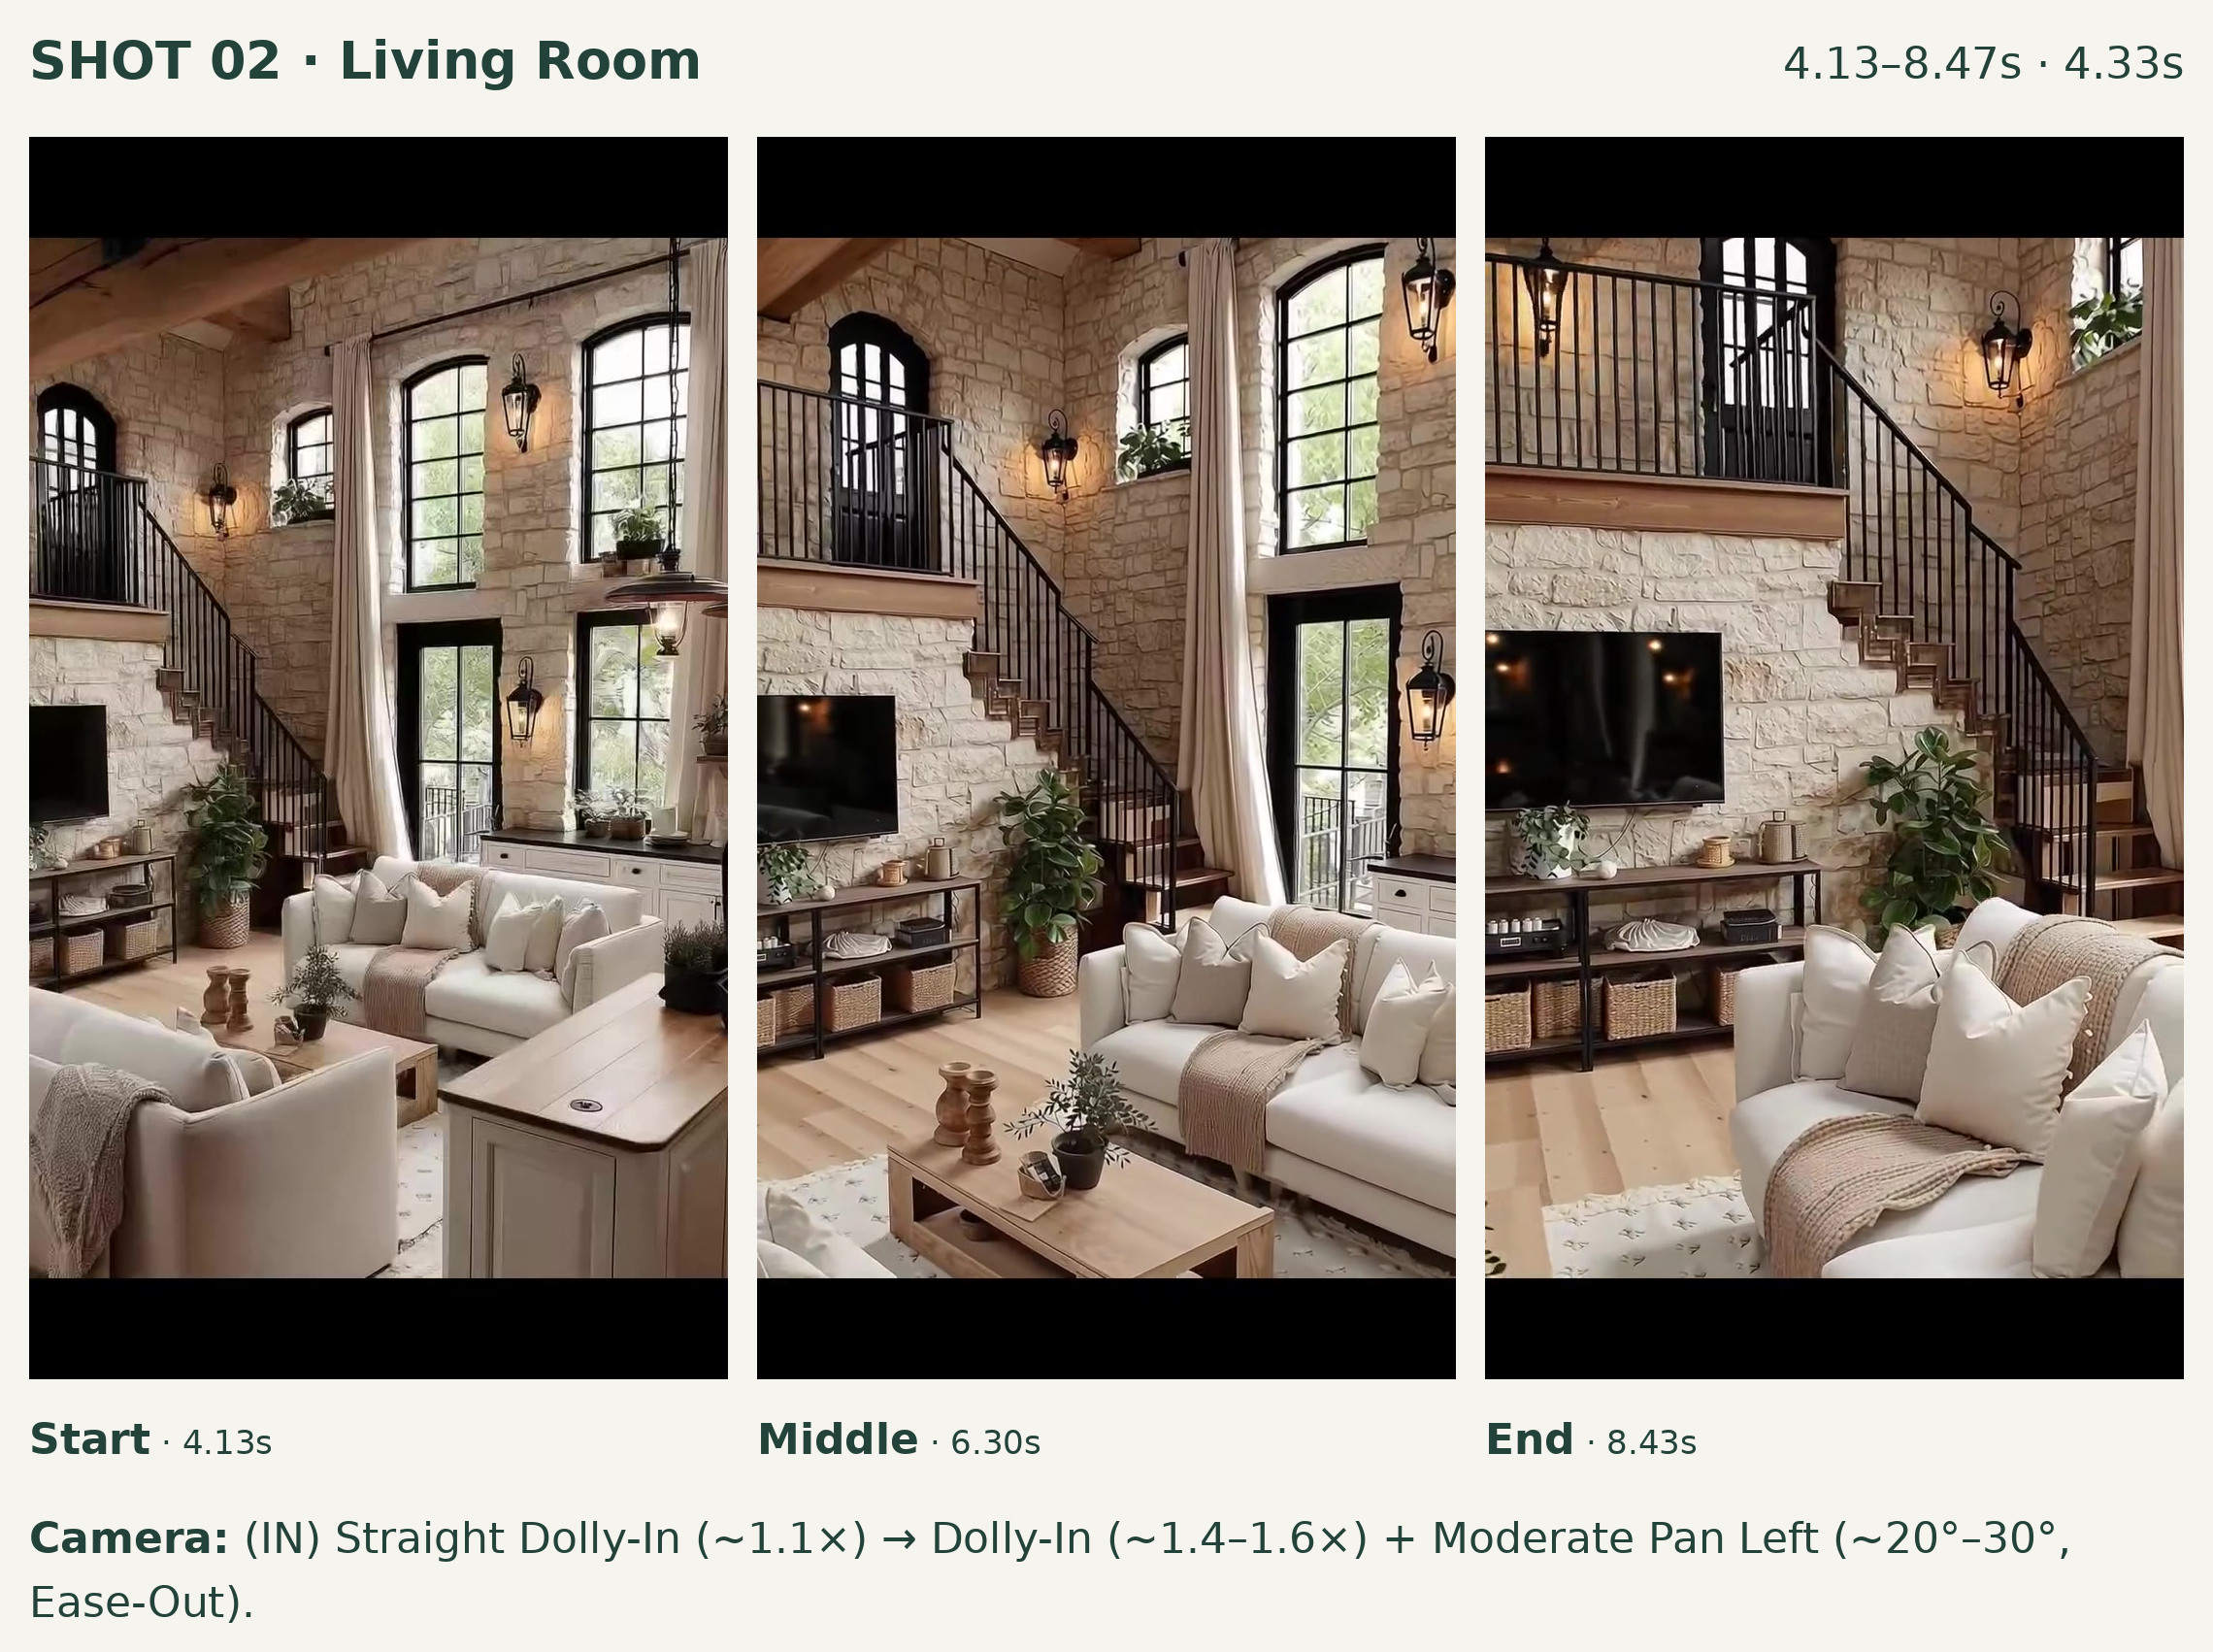 SHOT 02 · Living Room
4.13–8.47s · 4.33s
Start · 4.13s
Middle · 6.30s
End · 8.43s
Camera: (IN) Straight Dolly-In (~1.1×) → Dolly-In (~1.4–1.6×) + Moderate Pan Left (~20°–30°,
Ease-Out).